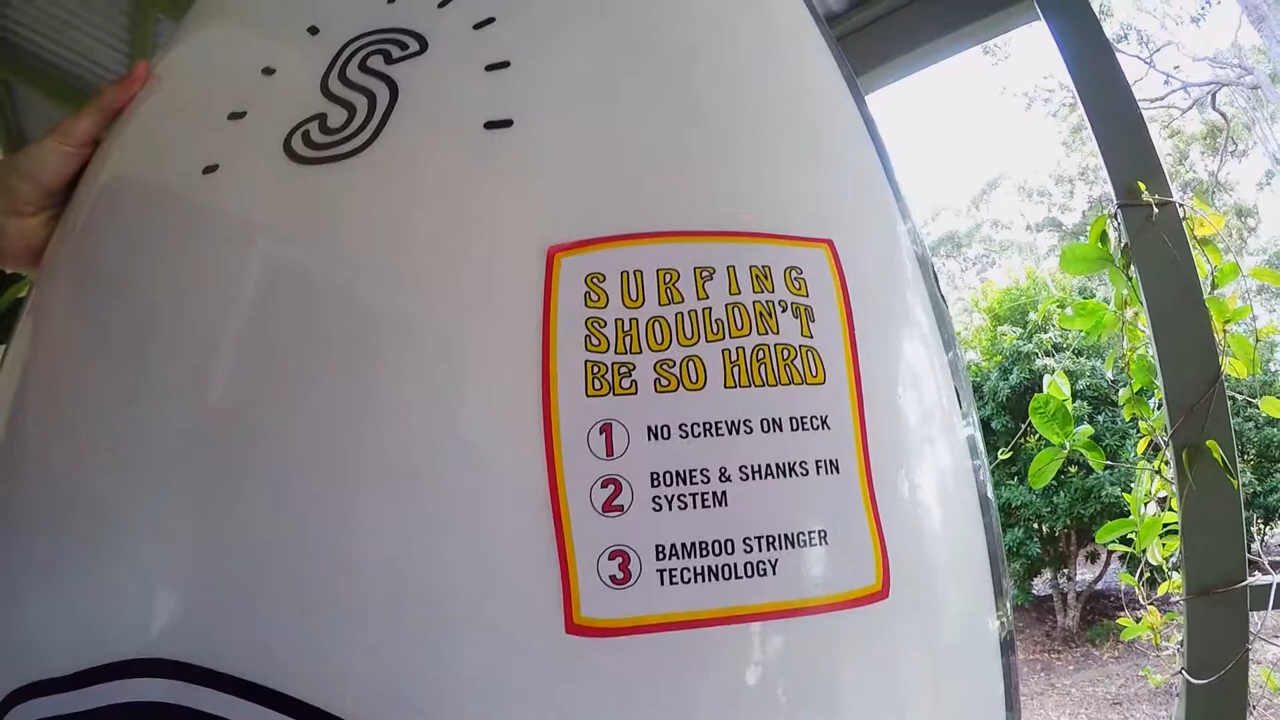 S
SURFING
SHOULDN'T
BE SO HARD
1 NO SCREWS ON DECK
2 BONES & SHANKS FIN
SYSTEM
3 BAMBOO STRINGER
TECHNOLOGY